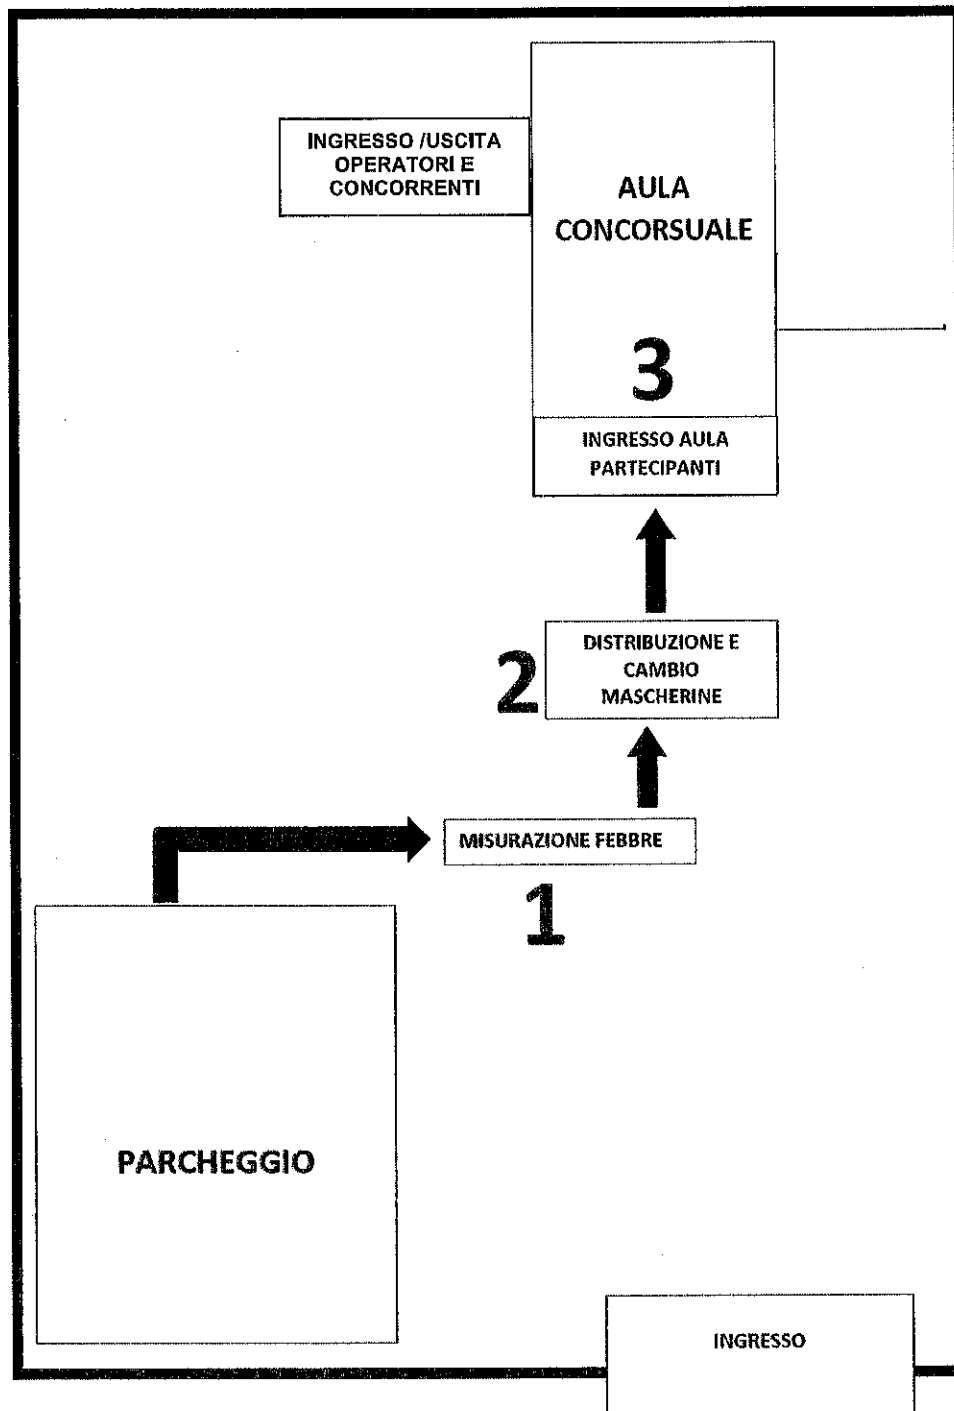 INGRESSO /USCITA
OPERATORI E
CONCORRENTI
AULA
CONCORSUALE
3
INGRESSO AULA
PARTECIPANTI
2
DISTRIBUZIONE E
CAMBIO
MASCHERINE
MISURAZIONE FEBBRE
1
PARCHEGGIO
INGRESSO